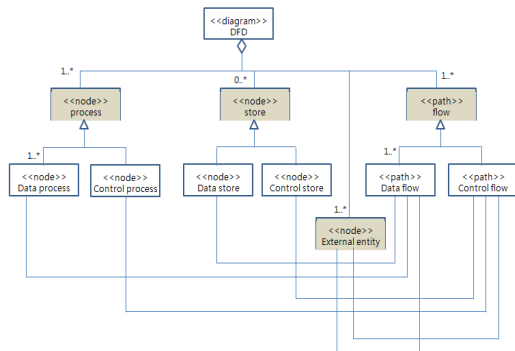 <<diagram>>
DFD
1..*
0..*
1..*
<<node>>
process
<<node>>
store
<<path>>
flow
1..*
1..*
<<node>>
Data process
<<node>>
Control process
<<node>>
Data store
<<node>>
Control store
<<path>>
Data flow
<<path>>
Control flow
1..*
<<node>>
External entity